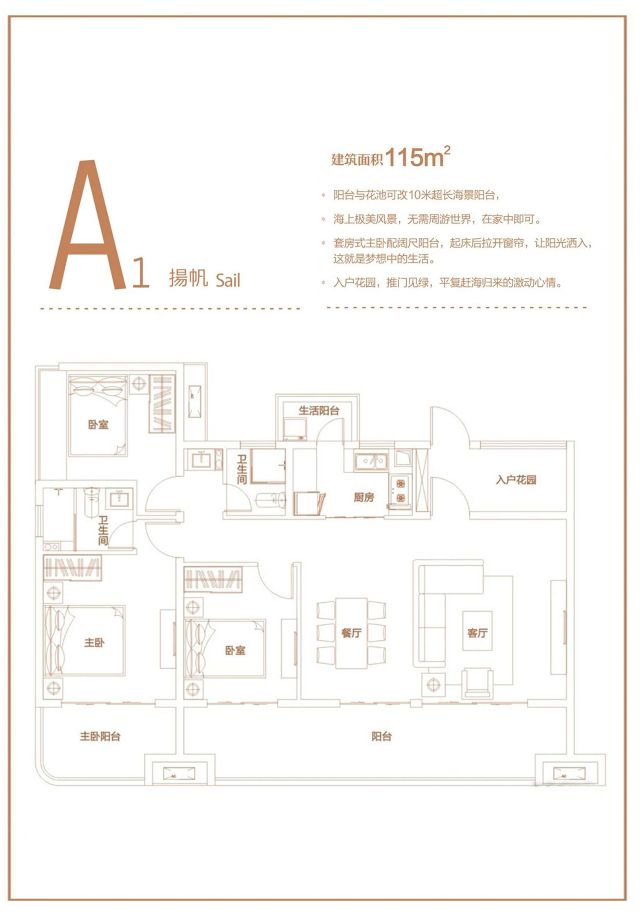 A1 揚帆 Sail
建筑面积115m²
阳台与花池可改10米超长海景阳台，
海上极美风景，无需周游世界，在家中即可。
套房式主卧配阔尺阳台，起床后拉开窗帘，让阳光洒入，
这就是梦想中的生活。
入户花园，推门见绿，平复赶海归来的激动心情。
生活阳台
卧室
卫生间
厨房
入户花园
卫生间
主卧
卧室
餐厅
客厅
主卧阳台
阳台
AC
AC